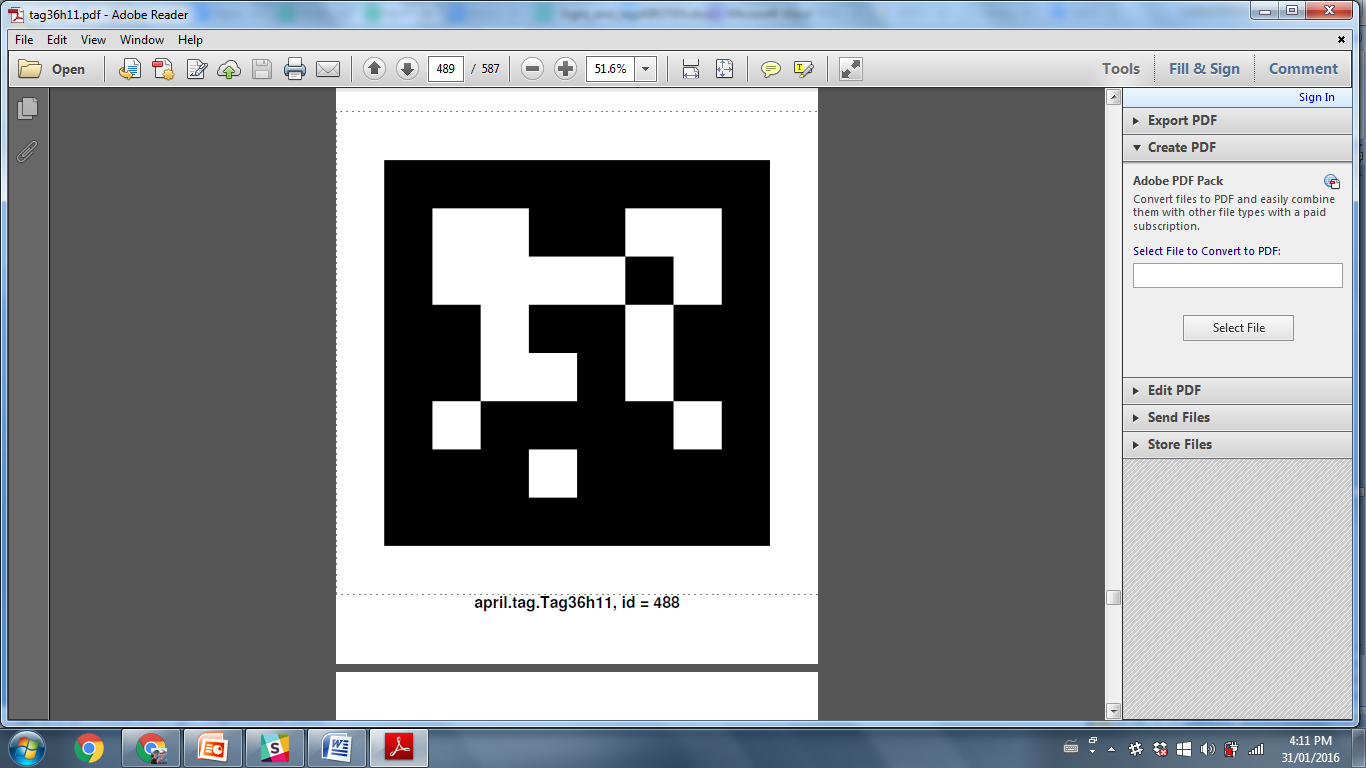 tag36h11.pdf - Adobe Reader
File Edit View Window Help
Open 489 / 587 51.6% Tools Fill & Sign Comment
Sign In
Export PDF
Create PDF
Adobe PDF Pack
Convert files to PDF and easily combine
them with other file types with a paid
subscription.
Select File to Convert to PDF:
Select File
Edit PDF
Send Files
Store Files
april.tag.Tag36h11, id = 488
4:11 PM
31/01/2016